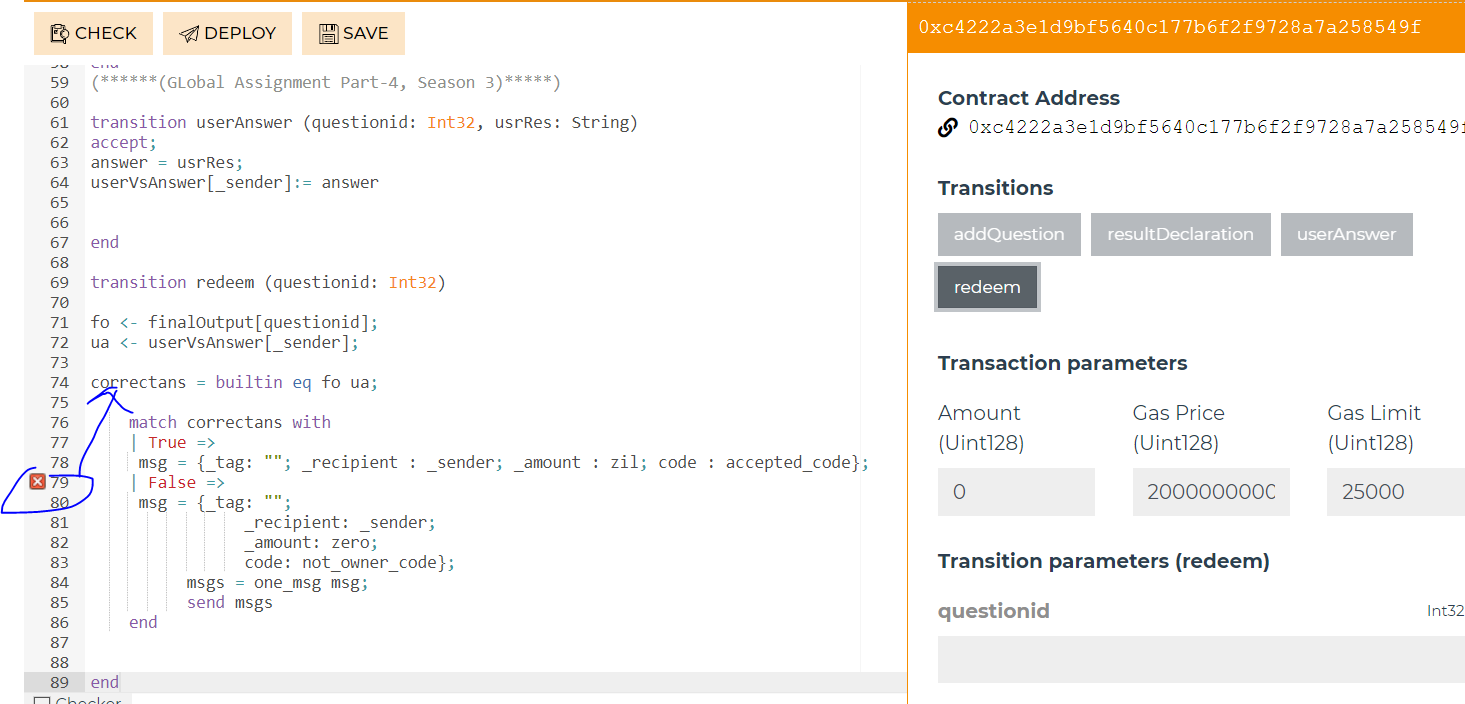 CHECK DEPLOY SAVE
0xc4222a3e1d9bf5640c177b6f2f9728a7a258549f
58 end
59 (******(GLobal Assignment Part-4, Season 3)*****)
60
61 transition userAnswer (questionid: Int32, usrRes: String)
62 accept;
63 answer = usrRes;
64 userVsAnswer[_sender]:= answer
65
66
67 end
68
69 transition redeem (questionid: Int32)
70
71 fo <- finalOutput[questionid];
72 ua <- userVsAnswer[_sender];
73
74 correctans = builtin eq fo ua;
75
76 match correctans with
77 | True =>
78 msg = {_tag: ""; _recipient : _sender; _amount : zil; code : accepted_code};
79 | False =>
80 msg = {_tag: "";
81 _recipient: _sender;
82 _amount: zero;
83 code: not_owner_code};
84 msgs = one_msg msg;
85 send msgs
86 end
87
88
89 end
Checker
Contract Address
0xc4222a3e1d9bf5640c177b6f2f9728a7a258549f
Transitions
addQuestion resultDeclaration userAnswer
redeem
Transaction parameters
Amount Gas Price Gas Limit
(Uint128) (Uint128) (Uint128)
0 2000000000 25000
Transition parameters (redeem)
questionid Int32